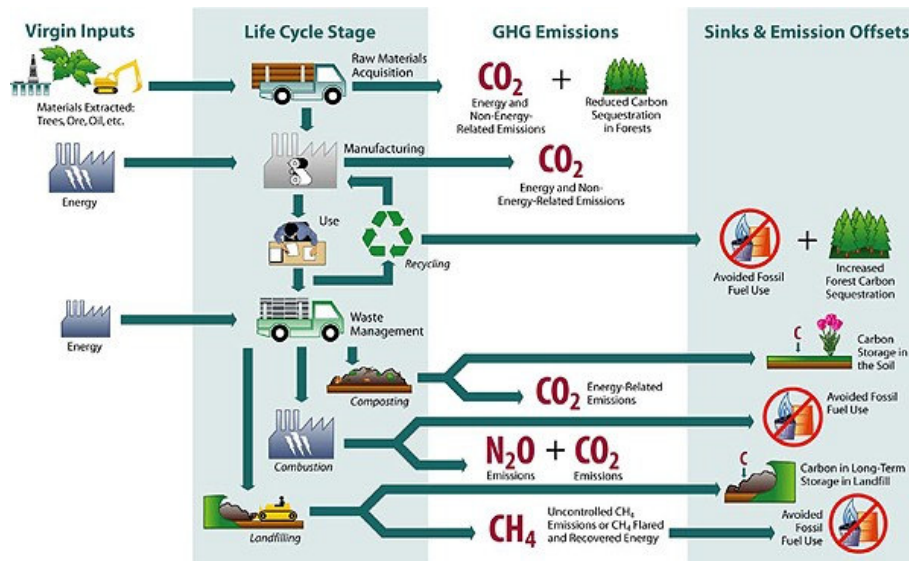 Virgin Inputs
Life Cycle Stage
GHG Emissions
Sinks & Emission Offsets
Materials Extracted:
Trees, Ore, Oil, etc.
Raw Materials
Acquisition
CO2
Energy and
Non-Energy-
Related Emissions
+
Reduced Carbon
Sequestration
in Forests
Energy
Manufacturing
CO2
Energy and Non-
Energy-Related Emissions
Use
Recycling
Avoided Fossil
Fuel Use
+
Increased
Forest Carbon
Sequestration
Energy
Waste
Management
C
Carbon
Storage in
the Soil
Composting
CO2
Energy-Related
Emissions
Avoided Fossil
Fuel Use
Combustion
N2O
Emissions
+
CO2
Emissions
C
Carbon in Long-Term
Storage in Landfill
Landfilling
CH4
Uncontrolled CH4
Emissions or CH4 Flared
and Recovered Energy
Avoided
Fossil
Fuel Use